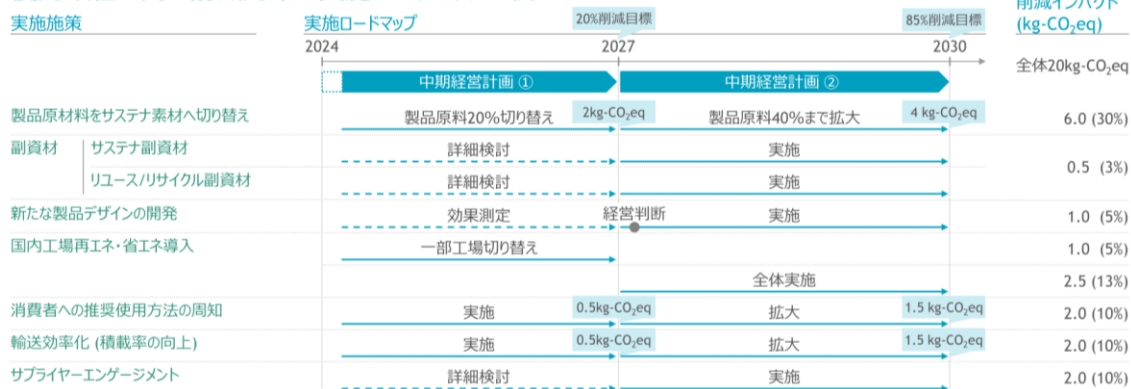 削減インパクト
実施施策 実施ロードマップ 20%削減目標 85%削減目標 (kg-CO₂eq)
2024 2027 2030
全体20kg-CO₂eq
中期経営計画 ① 中期経営計画 ②
製品原材料をサステナ素材へ切り替え 製品原料20%切り替え 2kg-CO₂eq 製品原料40%まで拡大 4 kg-CO₂eq 6.0 (30%)
副資材 サステナ副資材 詳細検討 実施
0.5 (3%)
リユース/リサイクル副資材 詳細検討 実施
新たな製品デザインの開発 効果測定 経営判断 実施 1.0 (5%)
国内工場再エネ・省エネ導入 一部工場切り替え 1.0 (5%)
全体実施 2.5 (13%)
消費者への推奨使用方法の周知 実施 0.5kg-CO₂eq 拡大 1.5 kg-CO₂eq 2.0 (10%)
輸送効率化 (積載率の向上) 実施 0.5kg-CO₂eq 拡大 1.5 kg-CO₂eq 2.0 (10%)
サプライヤーエンゲージメント 詳細検討 実施 2.0 (10%)